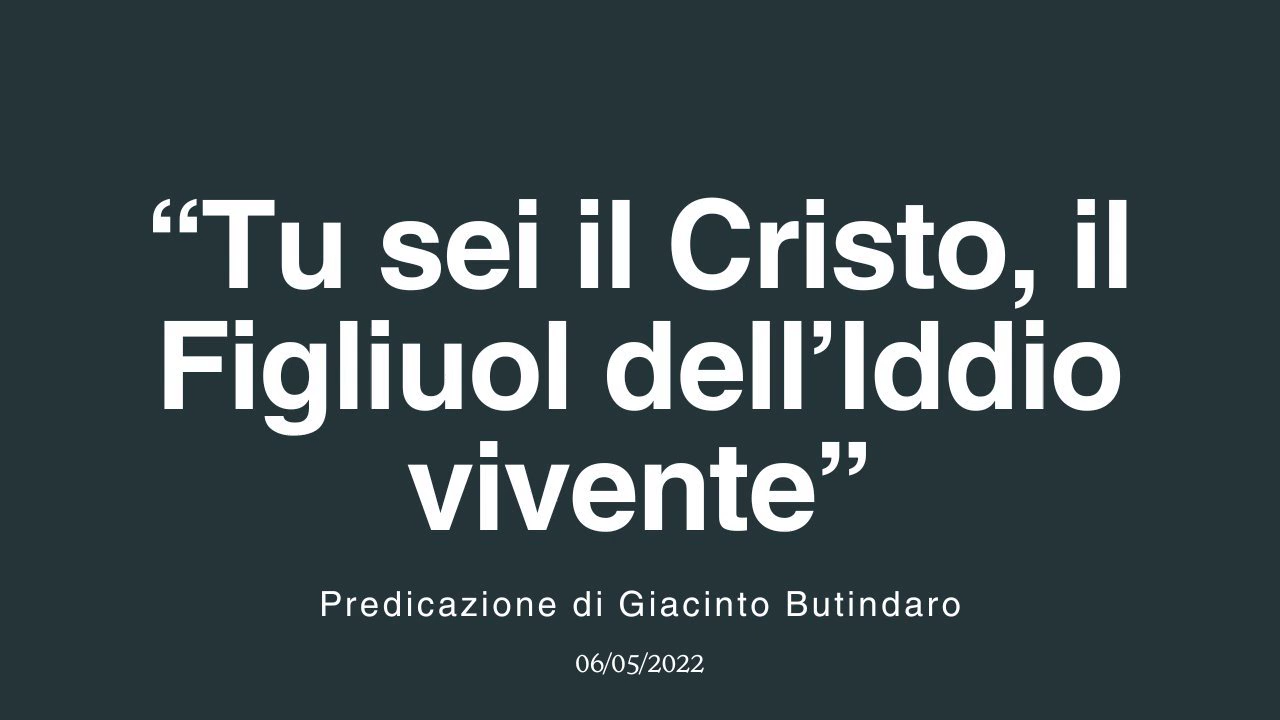 “Tu sei il Cristo, il
Figliuol dell’Iddio
vivente”
Predicazione di Giacinto Butindaro
06/05/2022